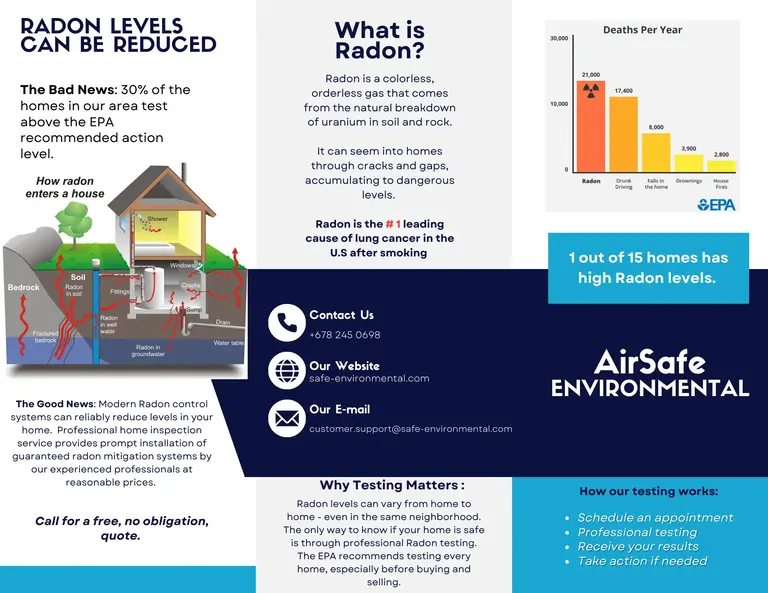 RADON LEVELS
CAN BE REDUCED
The Bad News: 30% of the
homes in our area test
above the EPA
recommended action
level.
How radon
enters a house
Shower
Windows
Soil
Radon
in soil
Bedrock
Fittings
Cracks
Sump
Radon
in well
water
Drain
Fractured
bedrock
Radon in
groundwater
Water table
The Good News: Modern Radon control
systems can reliably reduce levels in your
home. Professional home inspection
service provides prompt installation of
guaranteed radon mitigation systems by
our experienced professionals at
reasonable prices.
Call for a free, no obligation,
quote.
What is
Radon?
Radon is a colorless,
orderless gas that comes
from the natural breakdown
of uranium in soil and rock.
It can seem into homes
through cracks and gaps,
accumulating to dangerous
levels.
Radon is the # 1 leading
cause of lung cancer in the
U.S after smoking
Contact Us
+678 245 0698
Our Website
safe-environmental.com
Our E-mail
customer.support@safe-environmental.com
Why Testing Matters :
Radon levels can vary from home to
home - even in the same neighborhood.
The only way to know if your home is safe
is through professional Radon testing.
The EPA recommends testing every
home, especially before buying and
selling.
Deaths Per Year
30,000
21,000
17,400
10,000
8,000
3,900
2,800
0
Radon
Drunk
Driving
Falls in
the home
Drownings
House
Fires
EPA
1 out of 15 homes has
high Radon levels.
AirSafe
ENVIRONMENTAL
How our testing works:
• Schedule an appointment
• Professional testing
• Receive your results
• Take action if needed